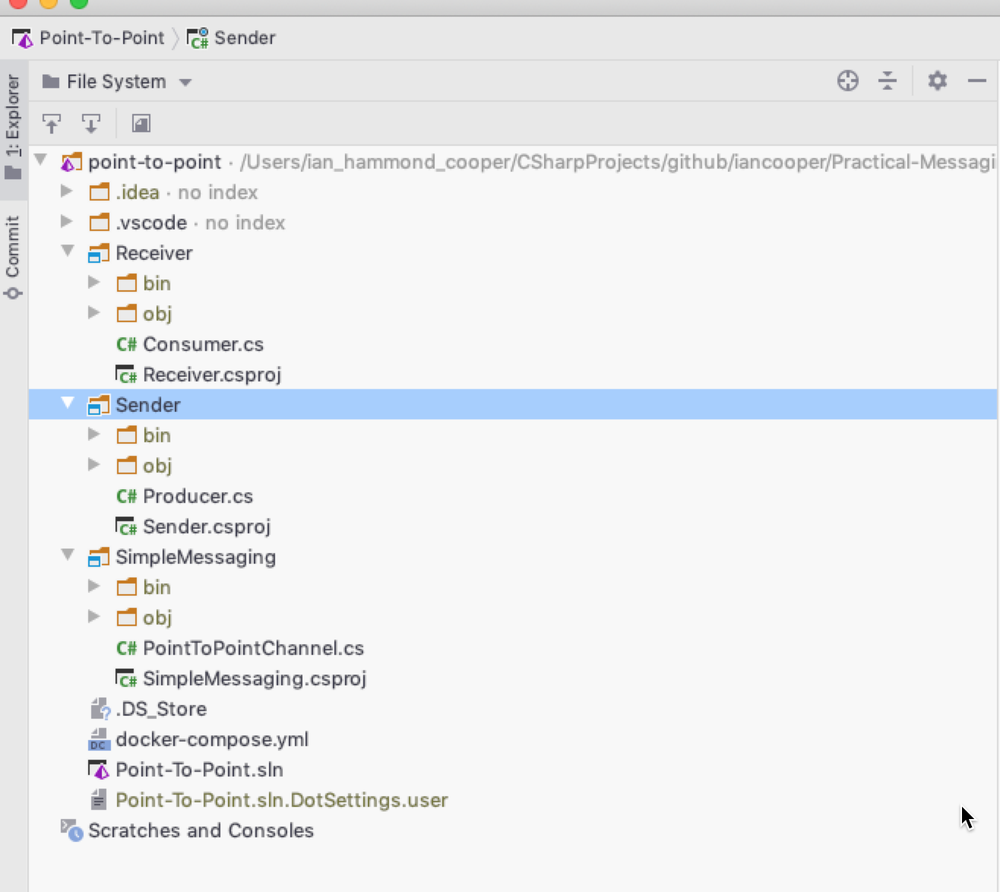 Point-To-Point
Sender
1: Explorer
Commit
File System
point-to-point · /Users/ian_hammond_cooper/CSharpProjects/github/iancooper/Practical-Messagi
.idea · no index
.vscode · no index
Receiver
bin
obj
C# Consumer.cs
C# Receiver.csproj
Sender
bin
obj
C# Producer.cs
C# Sender.csproj
SimpleMessaging
bin
obj
C# PointToPointChannel.cs
C# SimpleMessaging.csproj
.DS_Store
DC docker-compose.yml
Point-To-Point.sln
Point-To-Point.sln.DotSettings.user
Scratches and Consoles